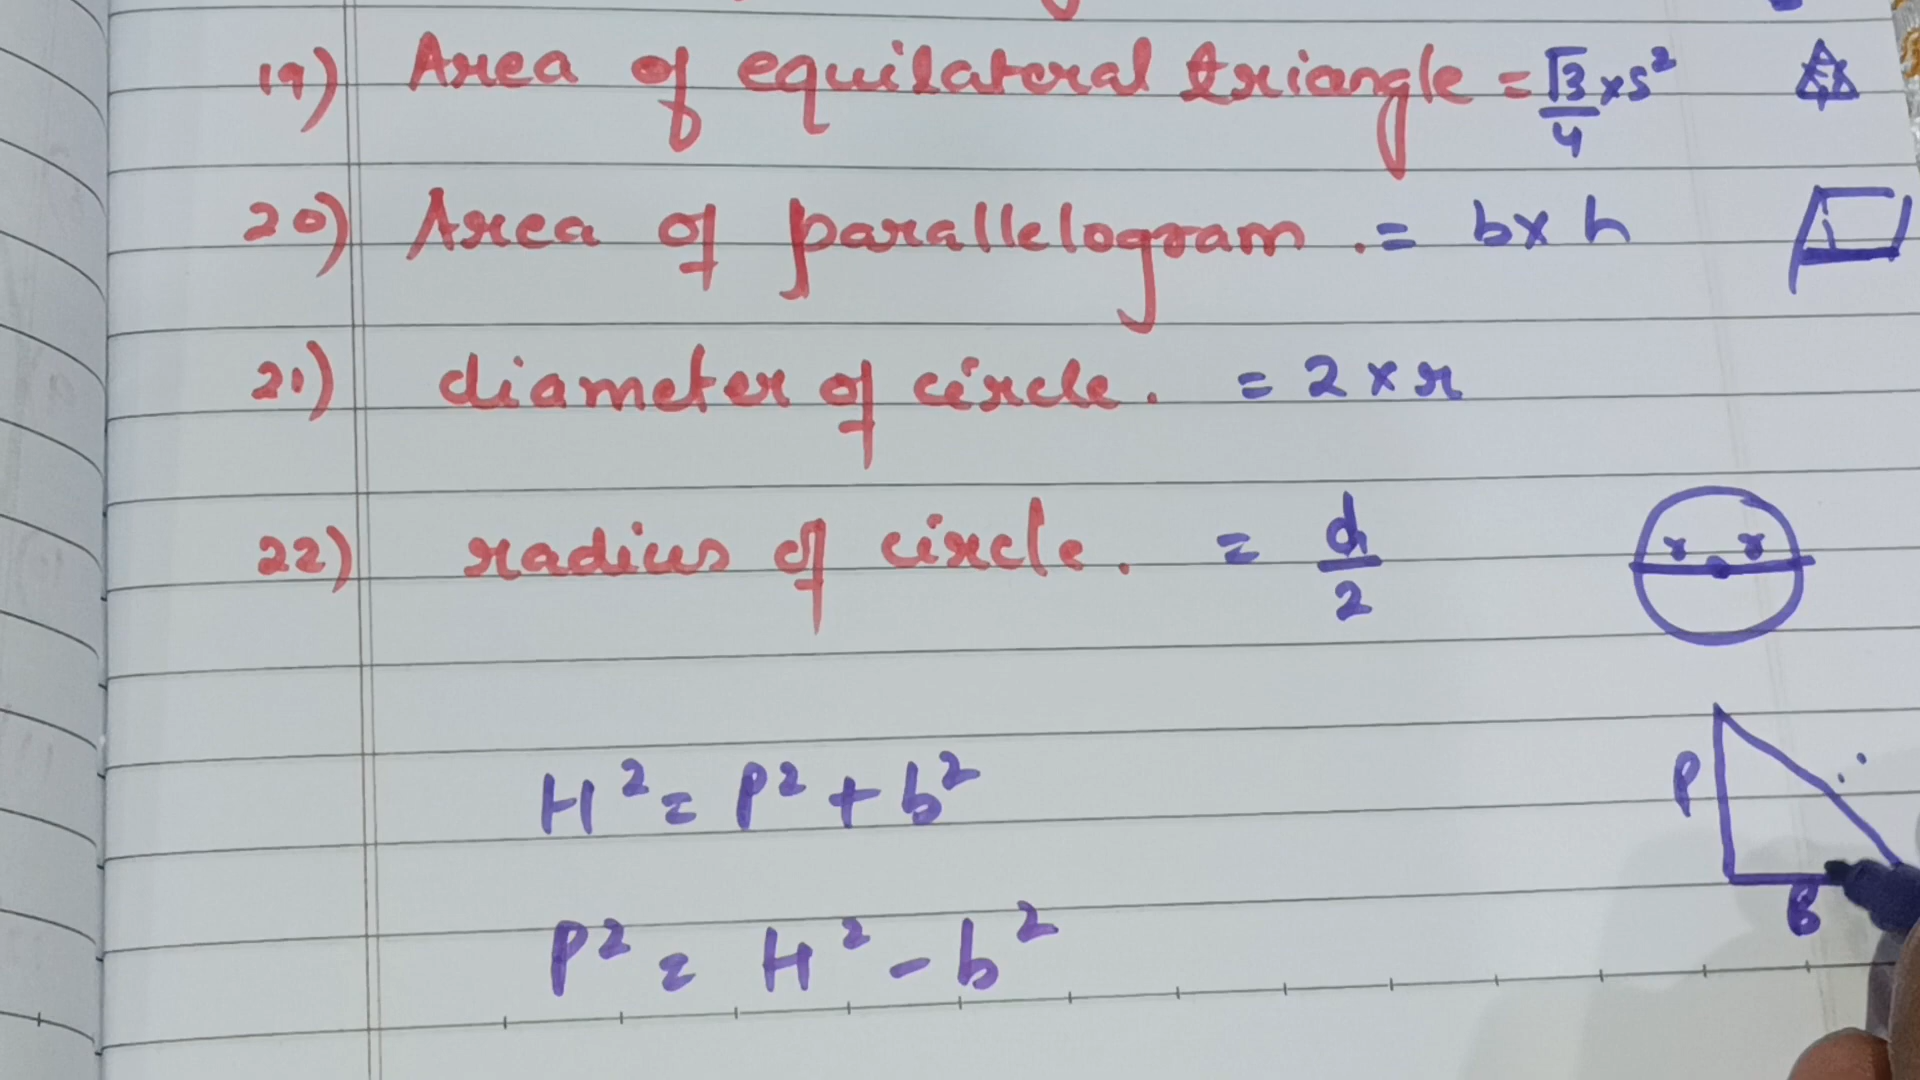 19) Area of equilateral triangle = √3/4 × s²
20) Area of parallelogram . = b × h
21) diameter of circle. = 2 × r
22) radius of circle. = d/2
r r
H² = P² + b²
P
P² = H² - b²
B